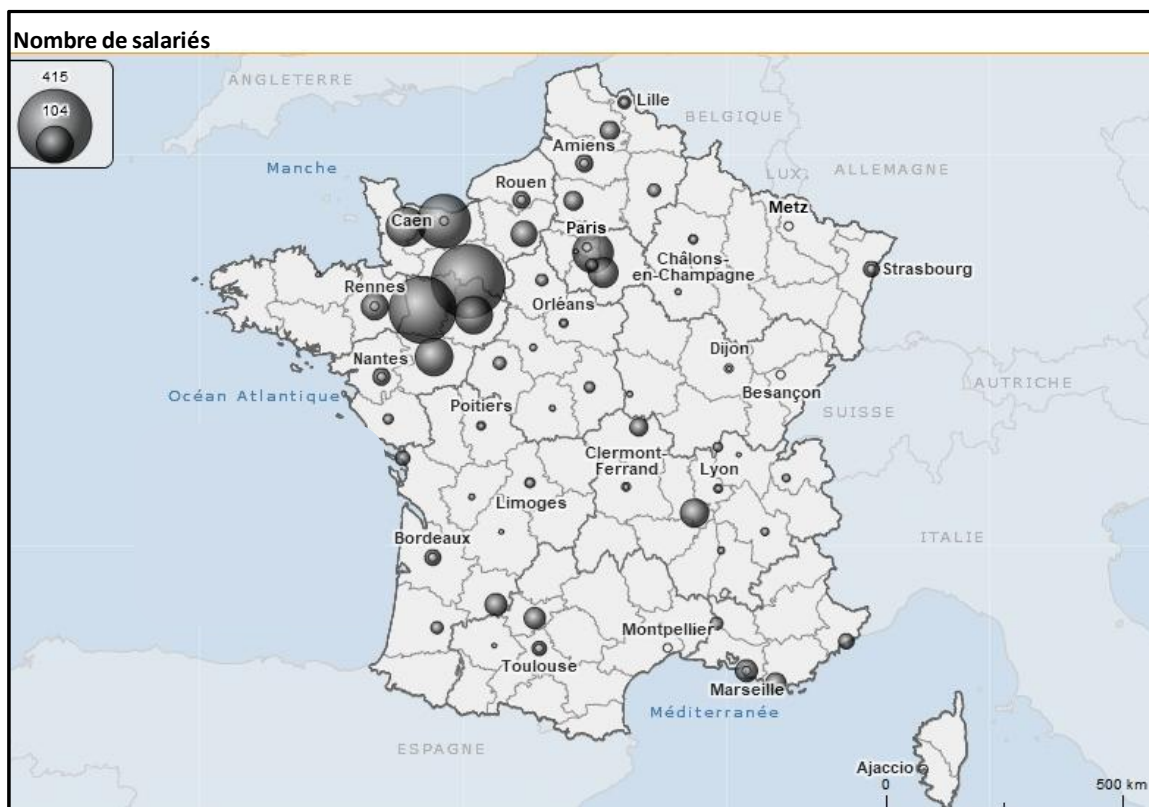 Nombre de salariés
415
104
ANGLETERRE
Lille
BELGIQUE
Amiens
Manche
LUX.
ALLEMAGNE
Rouen
Metz
Caen
Paris
Châlons-
en-Champagne
Strasbourg
Rennes
Orléans
Nantes
Dijon
Océan Atlantique
Besançon
AUTRICHE
Poitiers
SUISSE
Clermont-
Ferrand
Lyon
Limoges
Bordeaux
ITALIE
Montpellier
Toulouse
Marseille
Méditerranée
ESPAGNE
Ajaccio
0
500 km